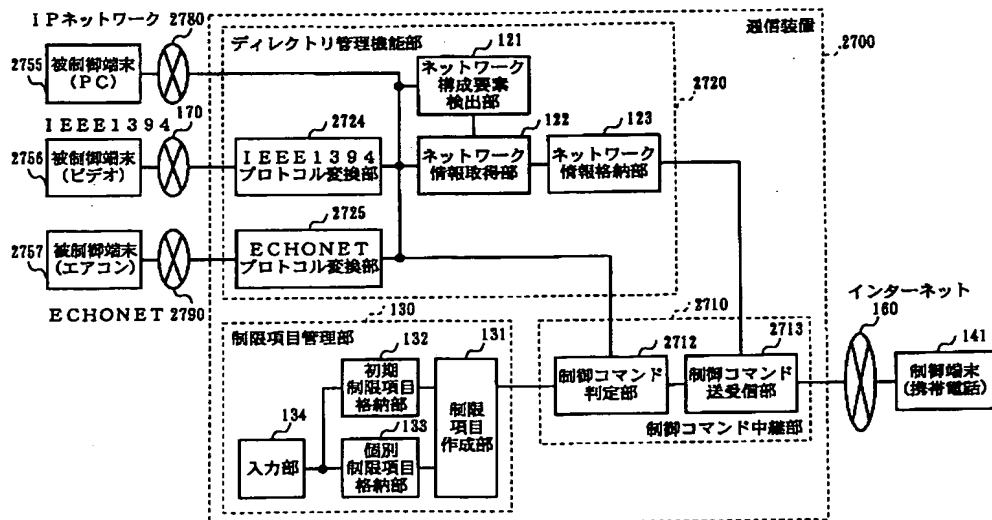 IPネットワーク
2780
2755
被制御端末
(PC)
IEEE1394
170
2756
被制御端末
(ビデオ)
2757
被制御端末
(エアコン)
ECHONET
2790
通信装置
2700
ディレクトリ管理機能部
2720
121
ネットワーク
構成要素
検出部
2724
IEEE1394
プロトコル変換部
122
ネットワーク
情報取得部
123
ネットワーク
情報格納部
2725
ECHONET
プロトコル変換部
130
制限項目管理部
132
初期
制限項目
格納部
131
制限
項目
作成部
134
入力部
133
個別
制限項目
格納部
2710
2712
制御コマンド
判定部
2713
制御コマンド
送受信部
制御コマンド中継部
インターネット
160
141
制御端末
(携帯電話)